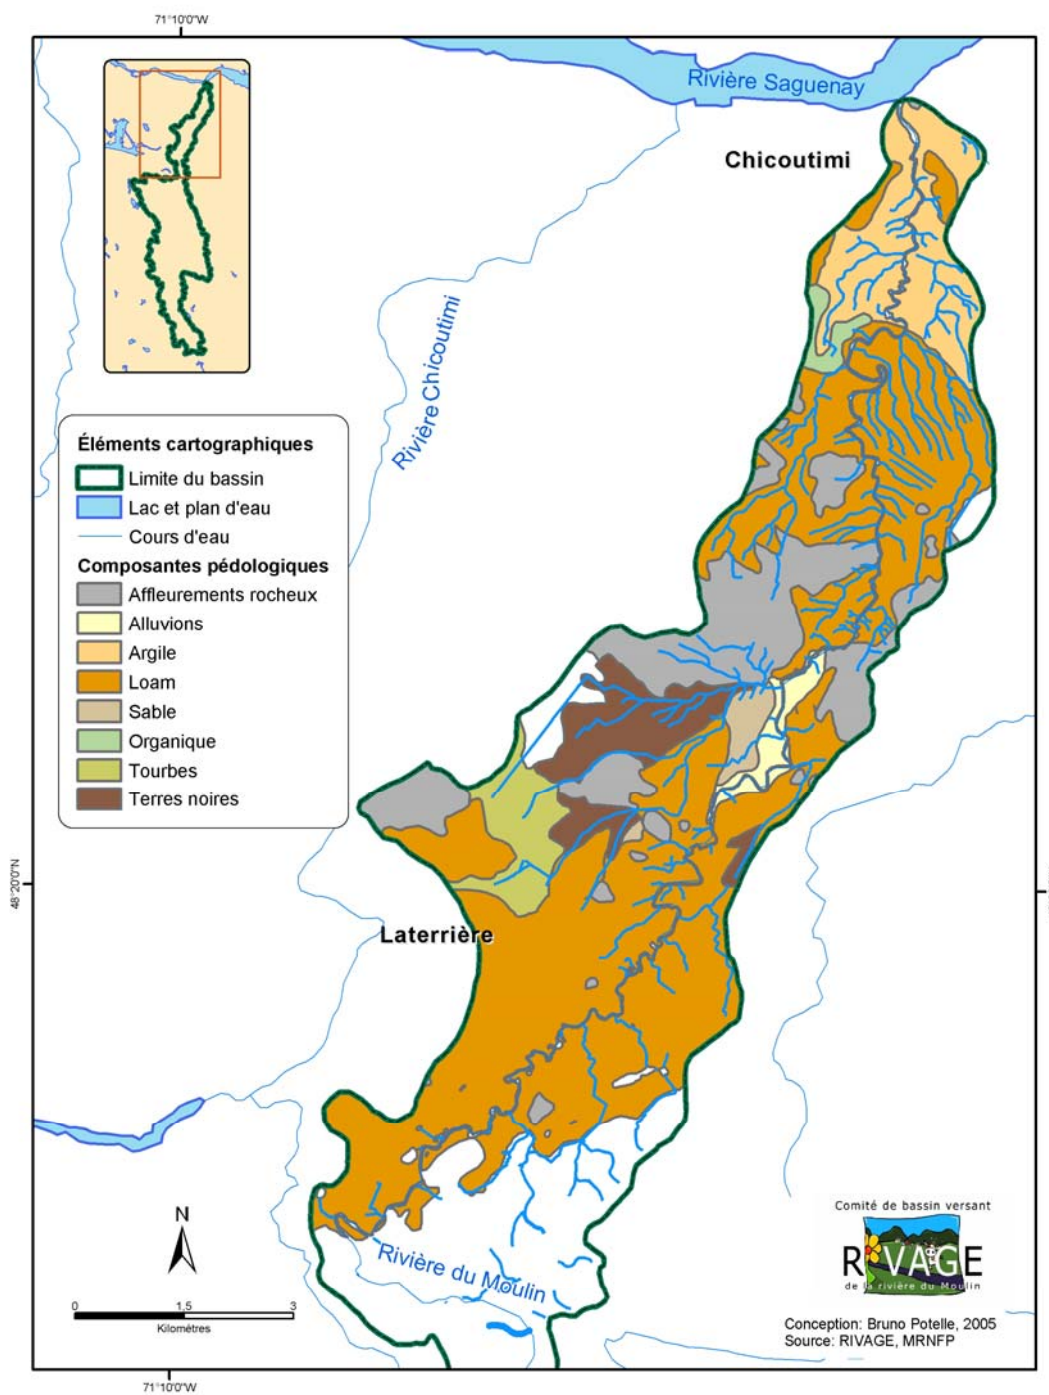 71°10'0"W
Rivière Saguenay
Chicoutimi
Rivière Chicoutimi
Éléments cartographiques
Limite du bassin
Lac et plan d'eau
Cours d'eau
Composantes pédologiques
Affleurements rocheux
Alluvions
Argile
Loam
Sable
Organique
Tourbes
Terres noires
48°20'0"N
Laterrière
N
Rivière du Moulin
0 1,5 3
Kilomètres
Comité de bassin versant
RIVAGE
de la rivière du Moulin
Conception: Bruno Potelle, 2005
Source: RIVAGE, MRNFP
71°10'0"W